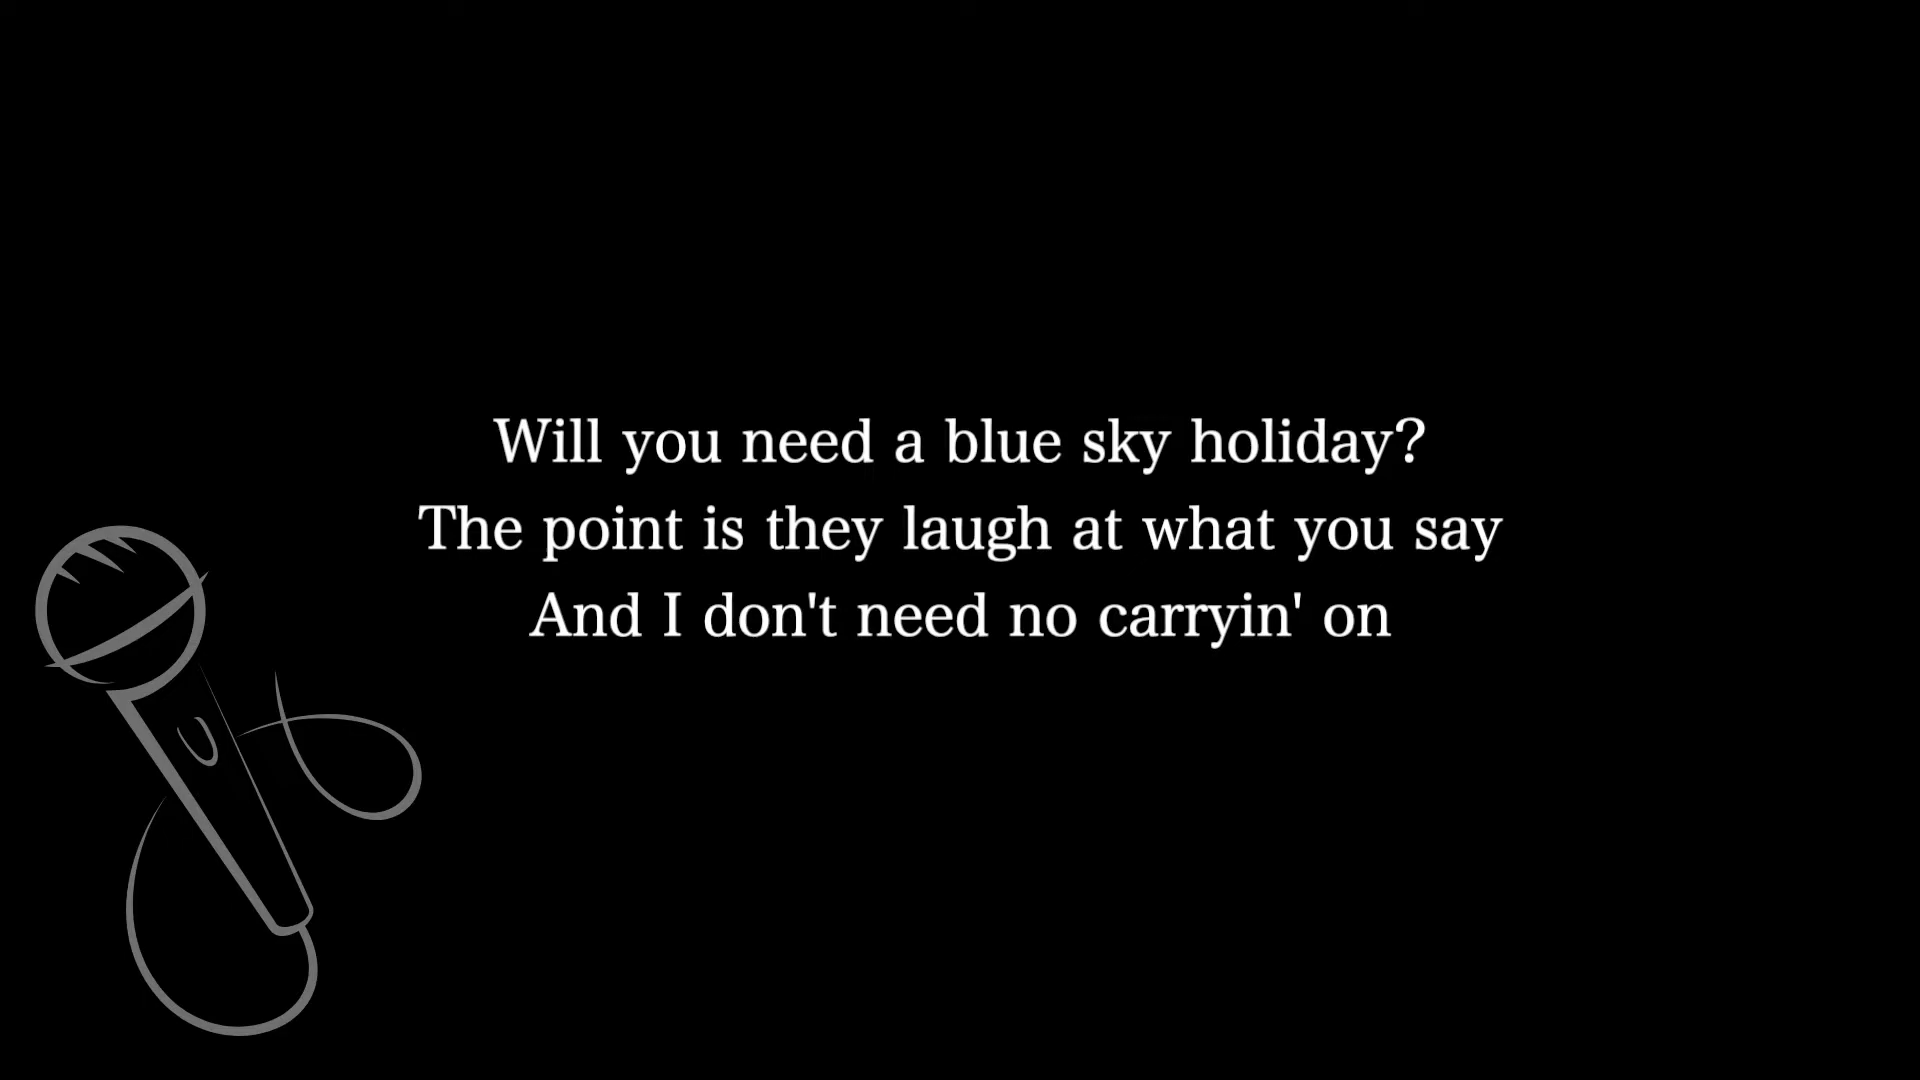 Will you need a blue sky holiday?
The point is they laugh at what you say
And I don't need no carryin' on